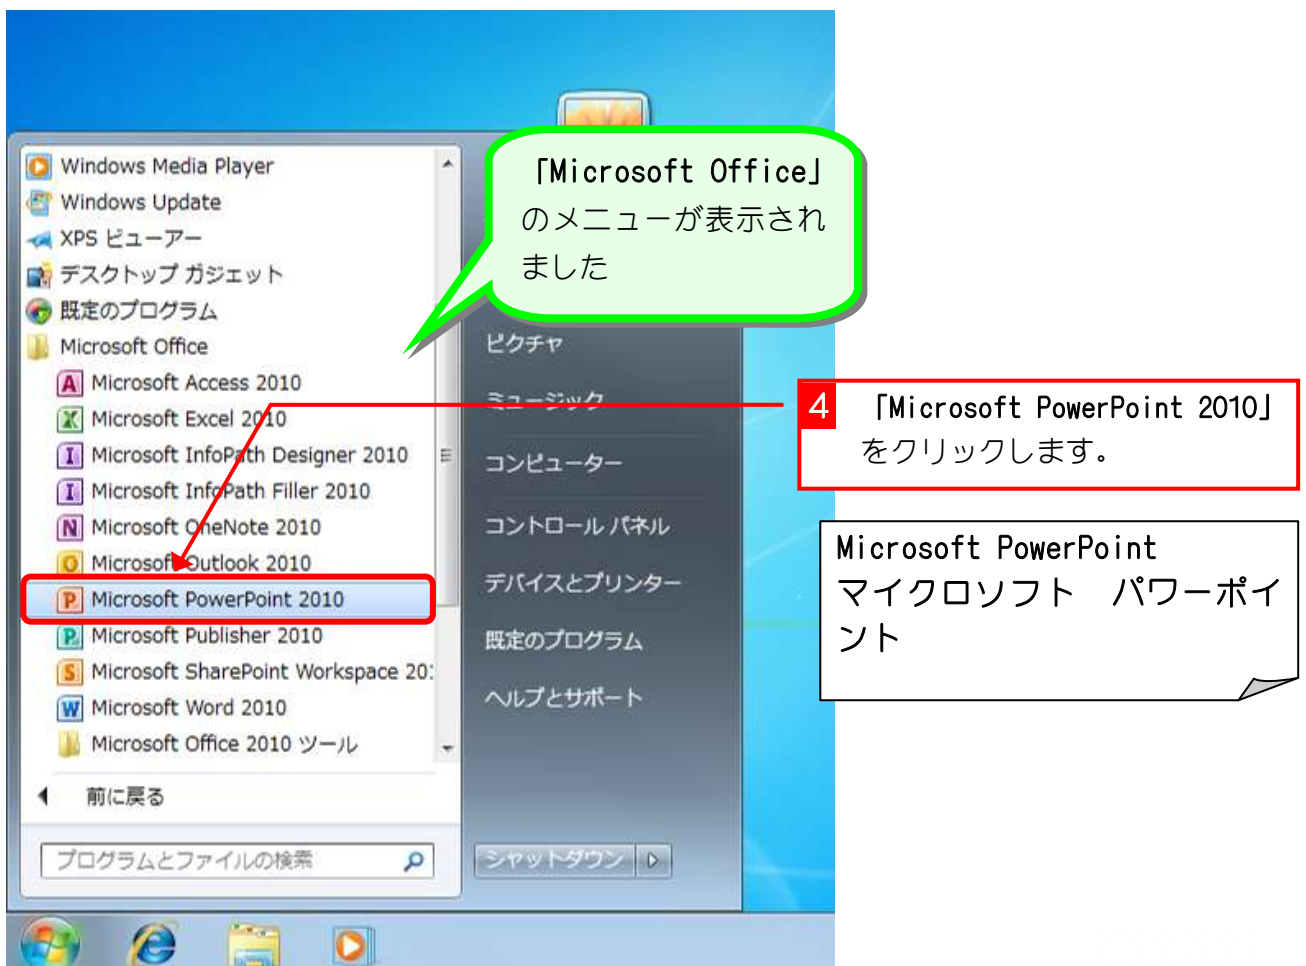 Windows Media Player
Windows Update
XPS ビューアー
デスクトップ ガジェット
既定のプログラム
Microsoft Office
Microsoft Access 2010
Microsoft Excel 2010
Microsoft InfoPath Designer 2010
Microsoft InfoPath Filler 2010
Microsoft OneNote 2010
Microsoft Outlook 2010
Microsoft PowerPoint 2010
Microsoft Publisher 2010
Microsoft SharePoint Workspace 20
Microsoft Word 2010
Microsoft Office 2010 ツール
前に戻る
プログラムとファイルの検索
「Microsoft Office」
のメニューが表示され
ました
ピクチャ
ミュージック
コンピューター
コントロール パネル
デバイスとプリンター
既定のプログラム
ヘルプとサポート
シャットダウン
4 「Microsoft PowerPoint 2010」
をクリックします。
Microsoft PowerPoint
マイクロソフト　パワーポイ
ント